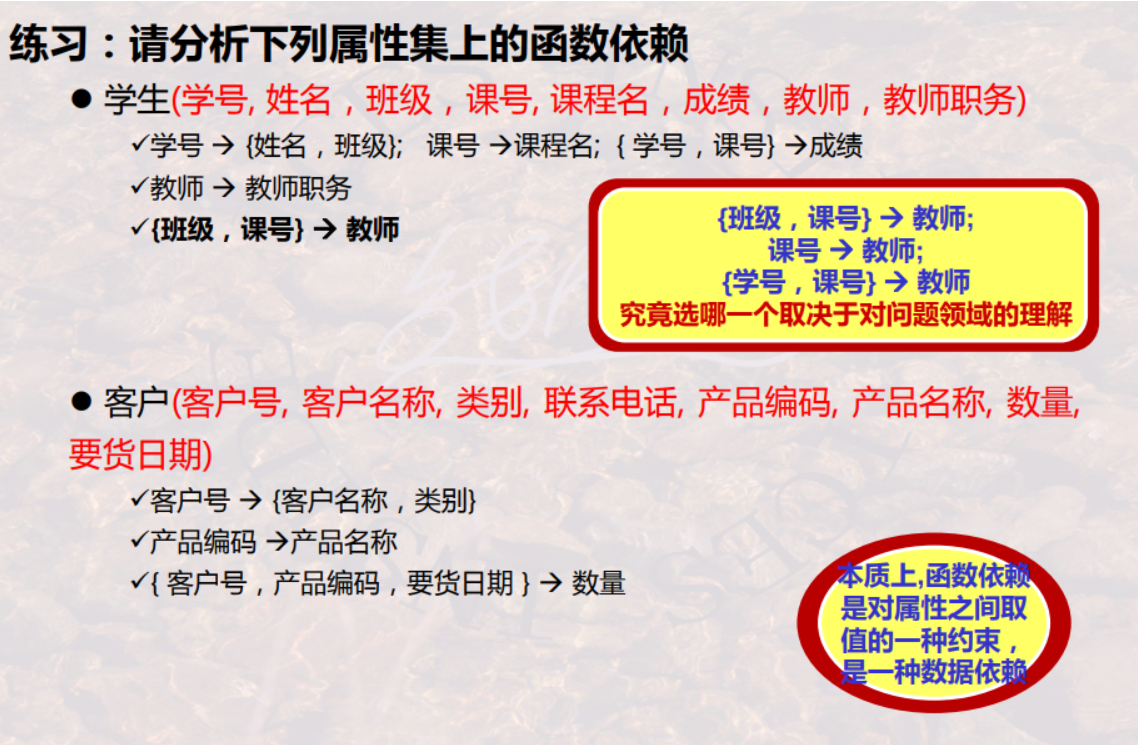 练习：请分析下列属性集上的函数依赖
● 学生(学号, 姓名，班级，课号, 课程名，成绩，教师，教师职务)
✓学号 → {姓名，班级}; 课号 →课程名; { 学号，课号} →成绩
✓教师 → 教师职务
✓{班级，课号} → 教师
{班级，课号} → 教师;
课号 → 教师;
{学号，课号} → 教师
究竟选哪一个取决于对问题领域的理解
● 客户(客户号, 客户名称, 类别, 联系电话, 产品编码, 产品名称, 数量,
要货日期)
✓客户号 → {客户名称，类别}
✓产品编码 →产品名称
✓{ 客户号，产品编码，要货日期 } → 数量
本质上,函数依赖
是对属性之间取
值的一种约束，
是一种数据依赖